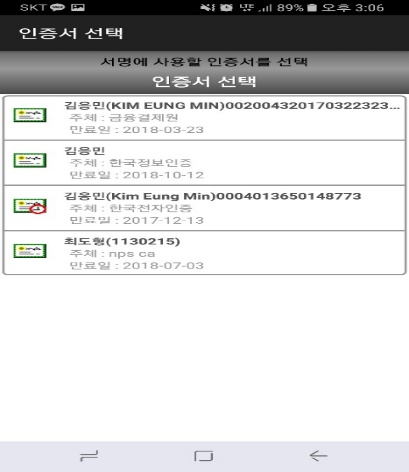 SKT 89% 오후 3:06
인증서 선택
서명에 사용할 인증서를 선택
인증서 선택
김응민(KIM EUNG MIN)002004320170322323...
주체 : 금융결제원
만료일 : 2018-03-23
김응민
주체 : 한국정보인증
만료일 : 2018-10-12
김응민(Kim Eung Min)0004013650148773
주체 : 한국전자인증
만료일 : 2017-12-13
최도형(1130215)
주체 : nps ca
만료일 : 2018-07-03